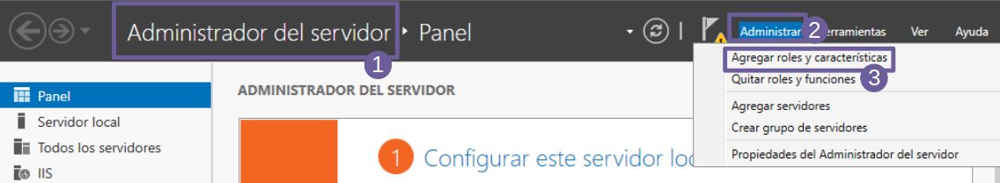 Administrador del servidor ‣ Panel
1
Administrar
2
erramientas
Ver
Ayuda
Agregar roles y características
3
Quitar roles y funciones
Agregar servidores
Crear grupo de servidores
Propiedades del Administrador del servidor
Panel
Servidor local
Todos los servidores
IIS
ADMINISTRADOR DEL SERVIDOR
1 Configurar este servidor loc